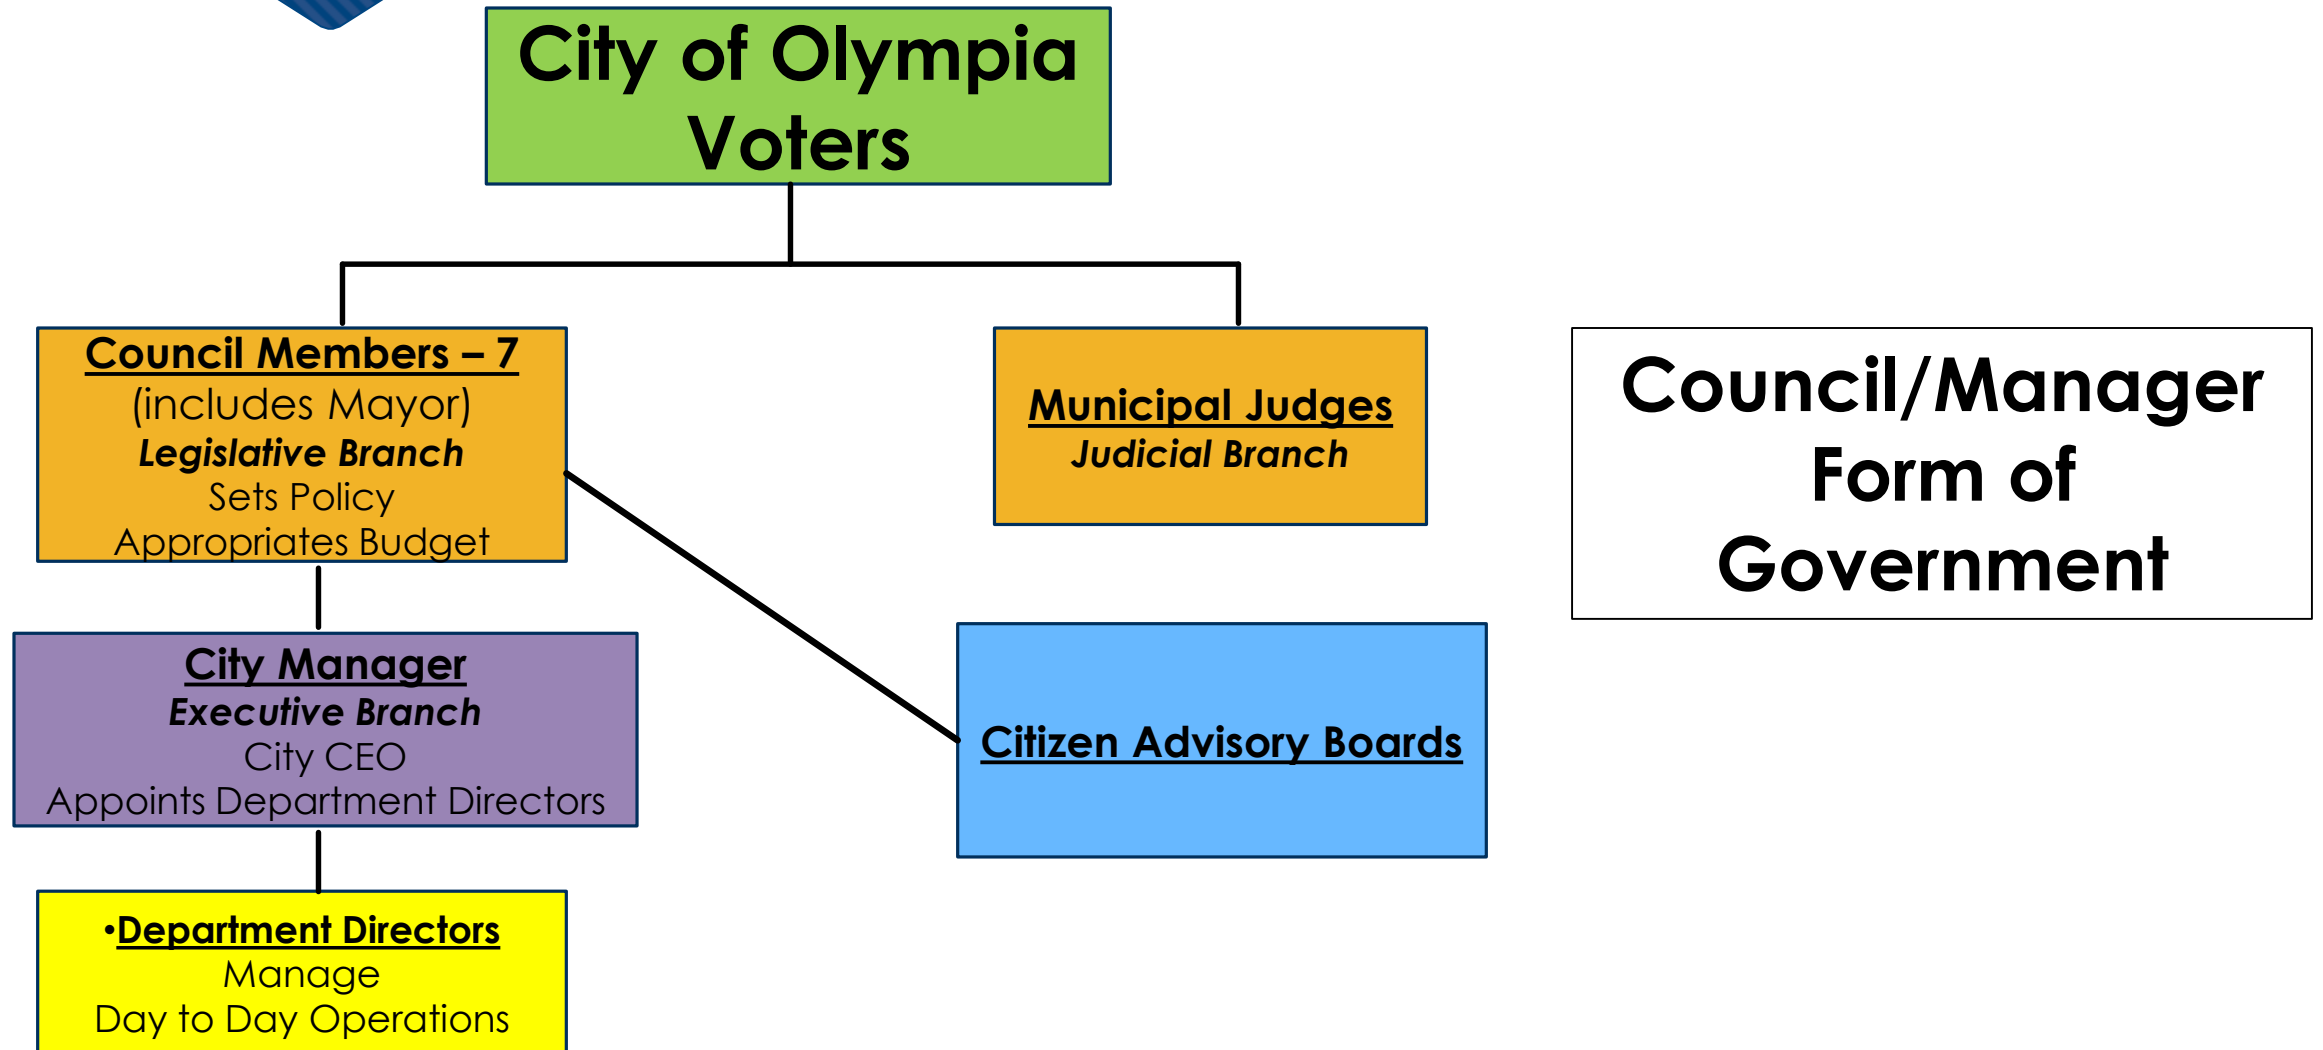 City of Olympia
Voters
Council Members – 7
(includes Mayor)
Legislative Branch
Sets Policy
Appropriates Budget
Municipal Judges
Judicial Branch
Council/Manager
Form of
Government
City Manager
Executive Branch
City CEO
Appoints Department Directors
Citizen Advisory Boards
•Department Directors
Manage
Day to Day Operations